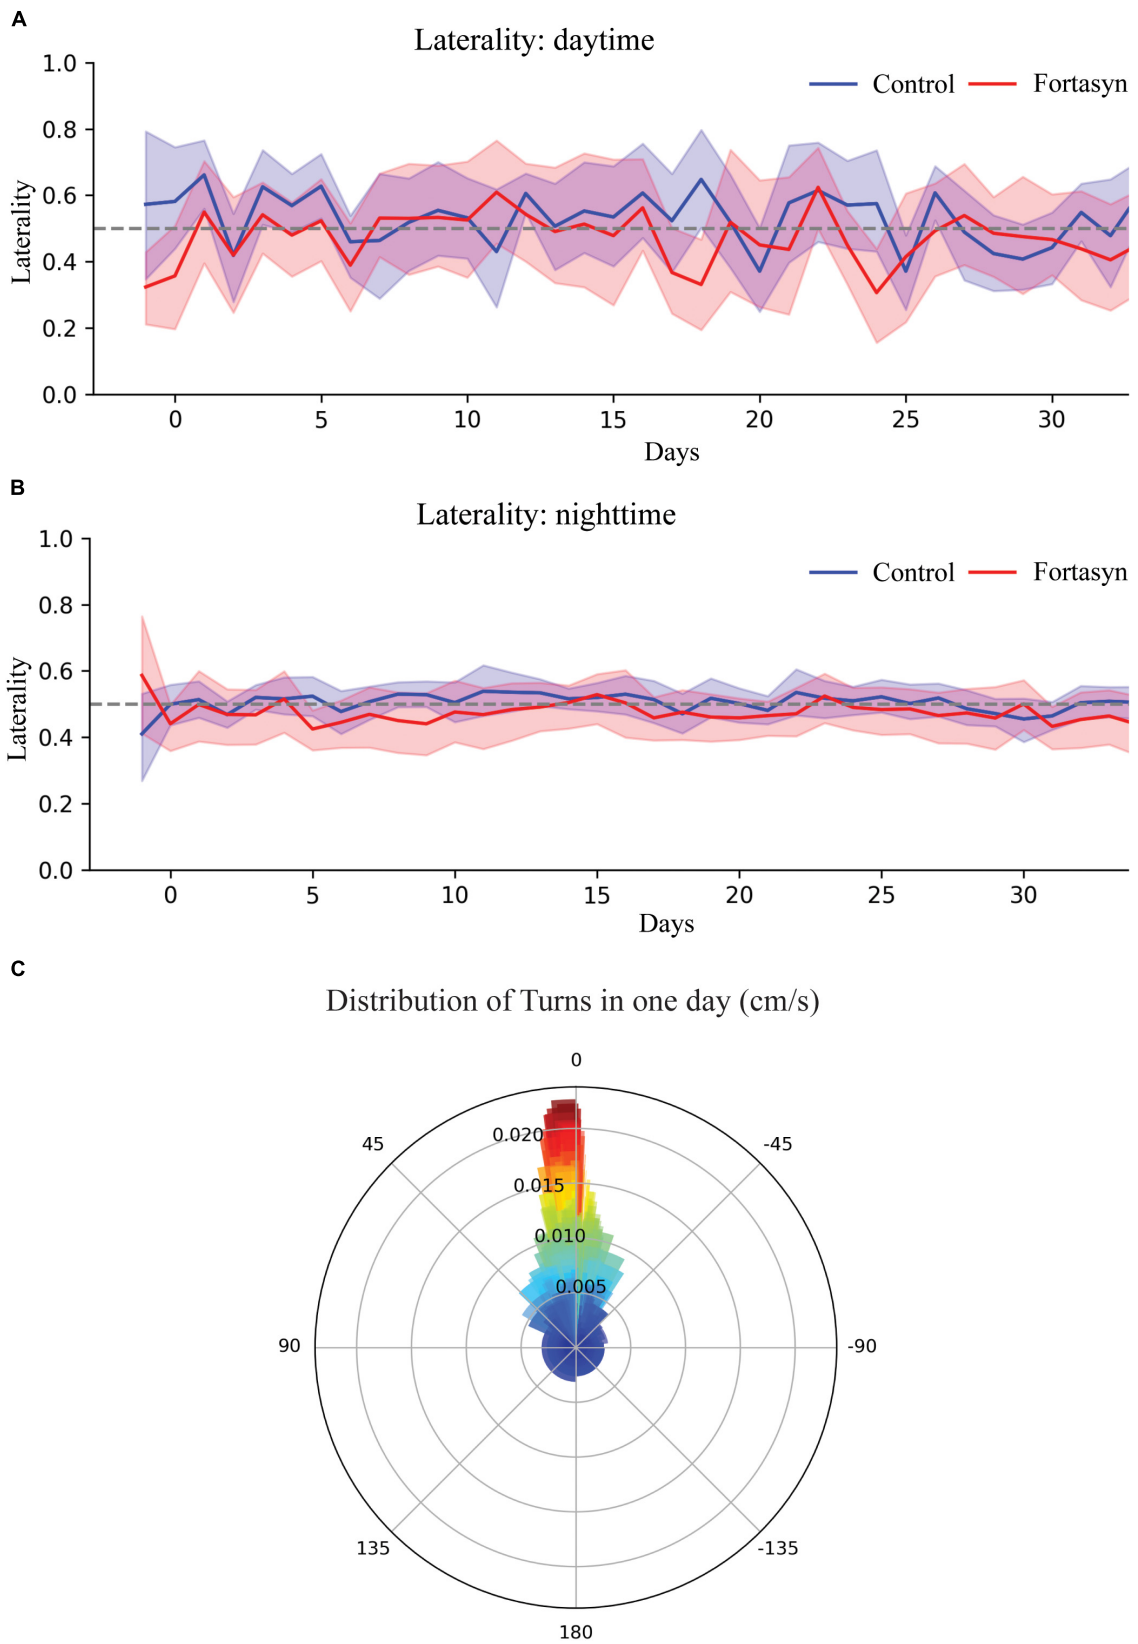 A
Laterality: daytime
Control Fortasyn
1.0
0.8
0.6
0.4
0.2
0.0
Laterality
0 5 10 15 20 25 30
Days
B
Laterality: nighttime
Control Fortasyn
1.0
0.8
0.6
0.4
0.2
0.0
Laterality
0 5 10 15 20 25 30
Days
C
Distribution of Turns in one day (cm/s)
0
45 -45
0.020
0.015
0.010
0.005
90 -90
135 -135
180